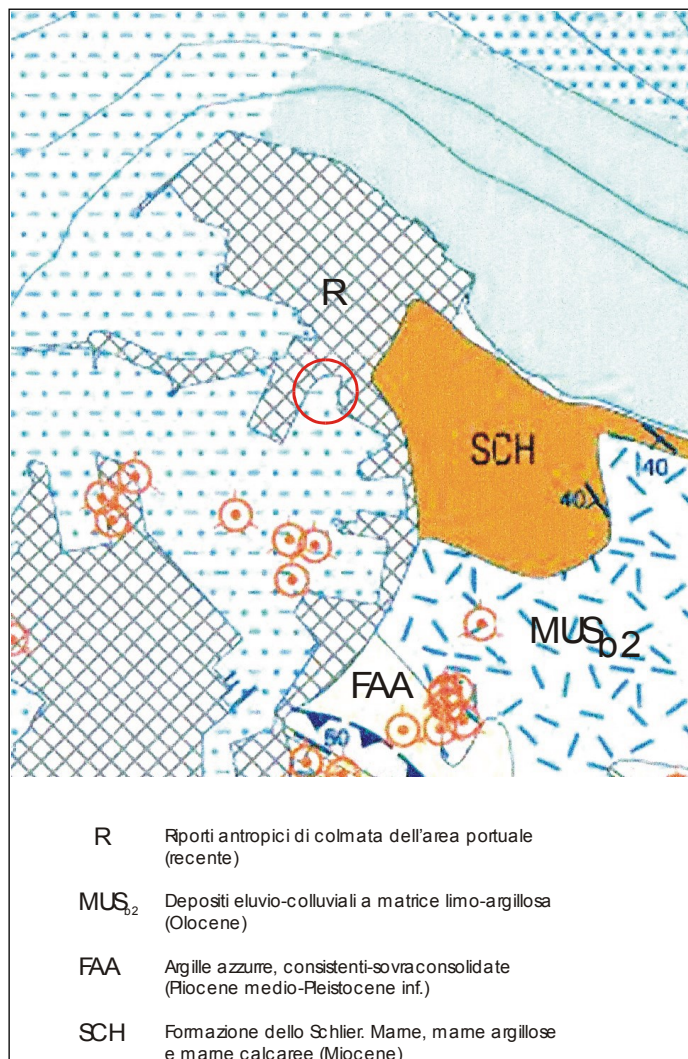 R
SCH
40
40
MUSb2
FAA
50
R Riporti antropici di colmata dell'area portuale
(recente)
MUSb2 Depositi eluvio-colluviali a matrice limo-argillosa
(Olocene)
FAA Argille azzurre, consistenti-sovraconsolidate
(Pliocene medio-Pleistocene inf.)
SCH Formazione dello Schlier. Marne, marne argillose
e marne calcaree (Miocene)